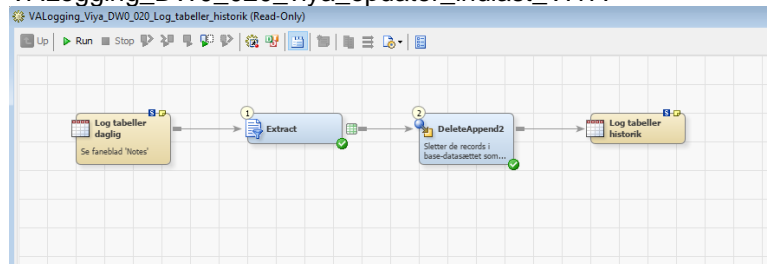 VALogging_Viya_DW0_020_Log_tabeller_historik (Read-Only)
Up Run Stop
1
2
Log tabeller
daglig
Se faneblad 'Notes'
Extract
DeleteAppend2
Sletter de records i
base-datasættet som...
Log tabeller
historik